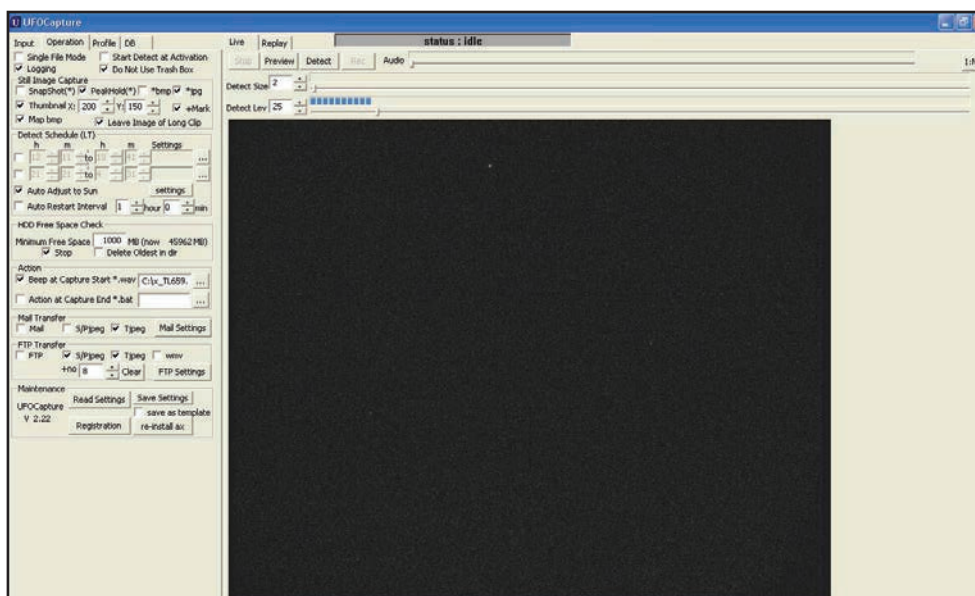 UFOCapture
Input Operation Profile DB
Live Replay status : idle
Single File Mode Start Detect at Activation
Logging Do Not Use Trash Box
Stop Preview Detect Rec Audio
Still Image Capture
SnapShot(*) PeakHold(*) *bmp *jpg
Thumbnail X: 200 Y: 150 +Mark
Map bmp Leave Image of Long Clip
Detect Size 2
Detect Lev 25
Detect Schedule (LT)
h m h m Settings
to ...
to ...
Auto Adjust to Sun settings
Auto Restart Interval 1 hour 0 min
HDD Free Space Check
Minimum Free Space 1000 MB (now 45962 MB)
Stop Delete Oldest in dir
Action
Beep at Capture Start *.wav C:\x_TL659. ...
Action at Capture End *.bat ...
Mail Transfer
Mail S/Pjpeg Tjpeg Mail Settings
FTP Transfer
FTP S/Pjpeg Tjpeg wmv
+no 8 Clear FTP Settings
Maintenance
UFOCapture Read Settings Save Settings
V 2.22 save as template
Registration re-install ax